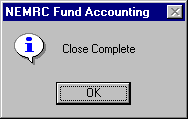 NEMRC Fund Accounting
Close Complete
OK